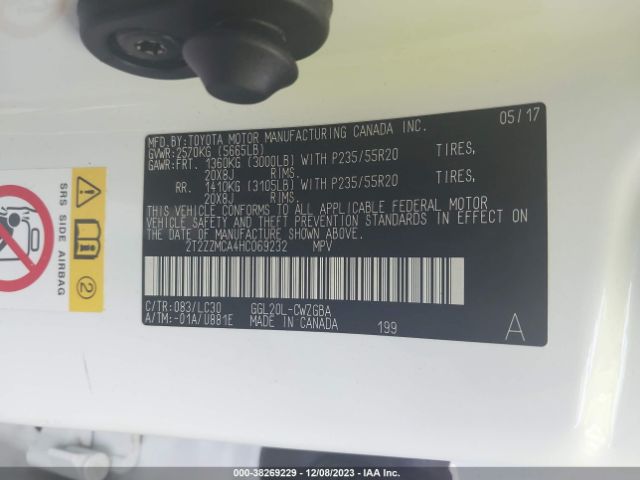 MFD.BY:TOYOTA MOTOR MANUFACTURING CANADA INC. 05/17
GVWR:2570KG (5665LB)
GAWR:FRT. 1360KG (3000LB) WITH P235/55R20 TIRES,
20X8J RIMS.
RR. 1410KG (3105LB) WITH P235/55R20 TIRES,
20X8J RIMS.
THIS VEHICLE CONFORMS TO ALL APPLICABLE FEDERAL MOTOR
VEHICLE SAFETY AND THEFT PREVENTION STANDARDS IN EFFECT ON
THE DATE OF MANUFACTURE SHOWN ABOVE.
2T2ZZMCA4HC069232 MPV
C/TR:083/LC30 GGL20L-CWZGBA
A/TM:-01A/U881E MADE IN CANADA 199 A
SRS SIDE AIRBAG
2
000-38269229 - 12/08/2023 - IAAI.COM